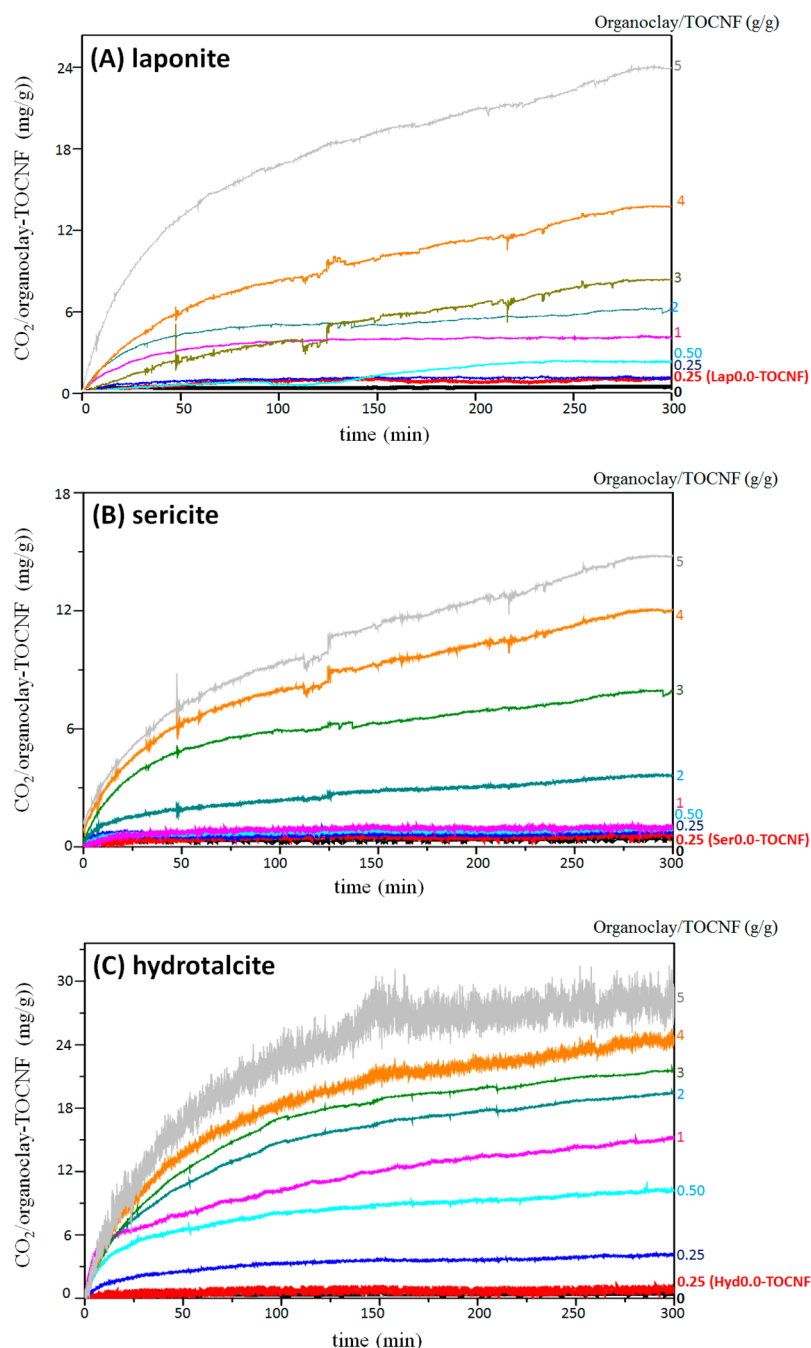 Organoclay/TOCNF (g/g)
(A) laponite
CO2/organoclay-TOCNF (mg/g))
24
18
12
6
0
5
4
3
2
1
0.50
0.25
0.25 (Lap0.0-TOCNF)
0
0 50 100 150 200 250 300
time (min)
Organoclay/TOCNF (g/g)
(B) sericite
CO2/organoclay-TOCNF (mg/g))
18
12
6
0
5
4
3
2
1
0.50
0.25
0.25 (Ser0.0-TOCNF)
0
0 50 100 150 200 250 300
time (min)
Organoclay/TOCNF (g/g)
(C) hydrotalcite
CO2/organoclay-TOCNF (mg/g))
30
24
18
12
6
0
5
4
3
2
1
0.50
0.25
0.25 (Hyd0.0-TOCNF
0
0 50 100 150 200 250 300
time (min)